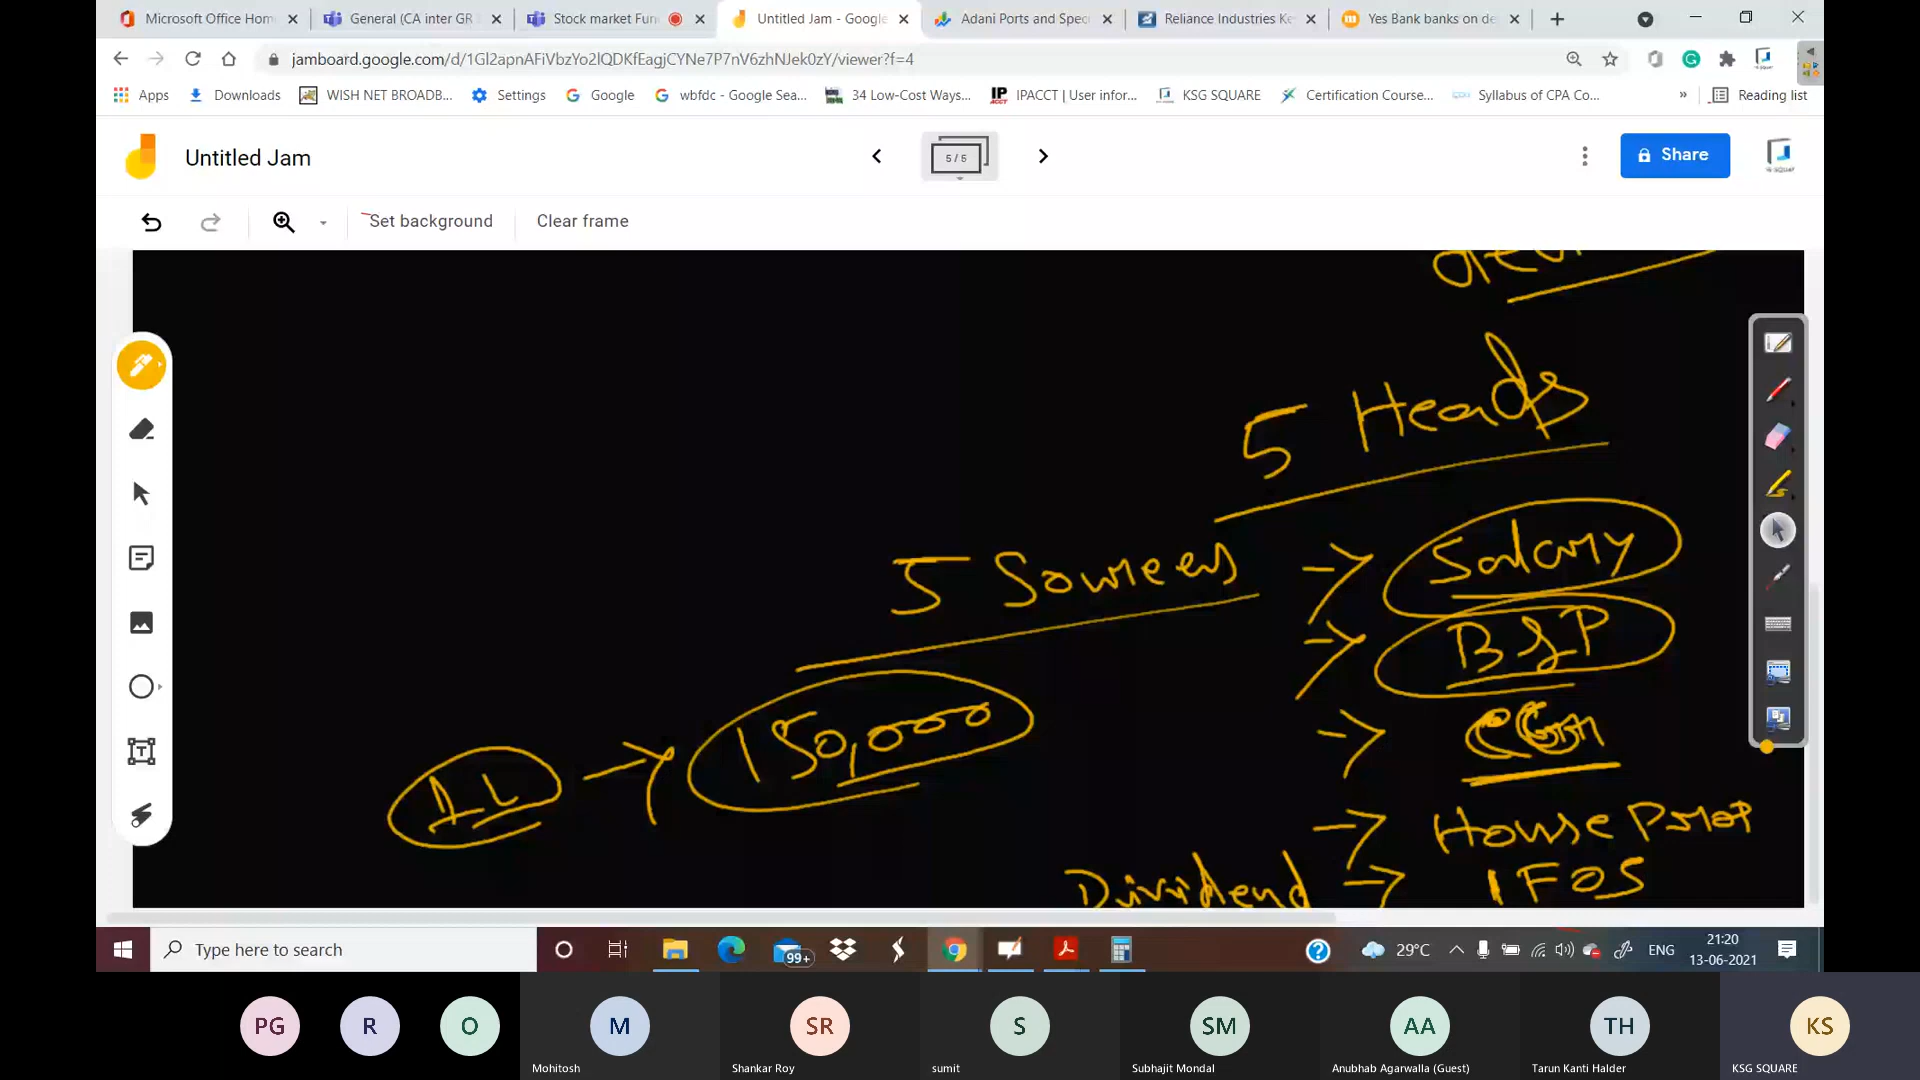 Microsoft Office Hom
General (CA inter GR
Stock market Fun
Untitled Jam - Google
Adani Ports and Spec
Reliance Industries Ke
Yes Bank banks on de
jamboard.google.com/d/1Gl2apnAFiVbzYo2lQDKfEagjCYNe7P7nV6zhNJek0zY/viewer?f=4
Apps
Downloads
WISH NET BROADB...
Settings
Google
wbfdc - Google Sea...
34 Low-Cost Ways...
IPACCT | User infor...
KSG SQUARE
Certification Course...
Syllabus of CPA Co...
»
Reading list
Untitled Jam
5 / 5
Share
Set background
Clear frame
5 Heads
5 Sources
Salary
B&P
150,000
1L
House Prop
Dividend
IFOS
Type here to search
99+
29°C
ENG
21:20
13-06-2021
PG
R
O
M
SR
S
SM
AA
TH
KS
Mohitosh
Shankar Roy
sumit
Subhajit Mondal
Anubhab Agarwalla (Guest)
Tarun Kanti Halder
KSG SQUARE